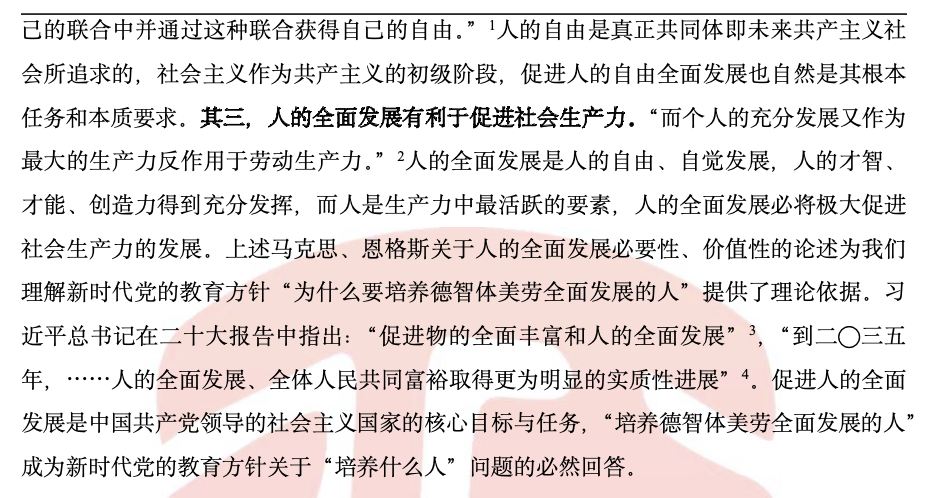 己的联合中并通过这种联合获得自己的自由。”1人的自由是真正共同体即未来共产主义社
会所追求的，社会主义作为共产主义的初级阶段，促进人的自由全面发展也自然是其根本
任务和本质要求。其三，人的全面发展有利于促进社会生产力。“而个人的充分发展又作为
最大的生产力反作用于劳动生产力。”2人的全面发展是人的自由、自觉发展，人的才智、
才能、创造力得到充分发挥，而人是生产力中最活跃的要素，人的全面发展必将极大促进
社会生产力的发展。上述马克思、恩格斯关于人的全面发展必要性、价值性的论述为我们
理解新时代党的教育方针“为什么要培养德智体美劳全面发展的人”提供了理论依据。习
近平总书记在二十大报告中指出：“促进物的全面丰富和人的全面发展”3，“到二〇三五
年，……人的全面发展、全体人民共同富裕取得更为明显的实质性进展”4。促进人的全面
发展是中国共产党领导的社会主义国家的核心目标与任务，“培养德智体美劳全面发展的人”
成为新时代党的教育方针关于“培养什么人”问题的必然回答。